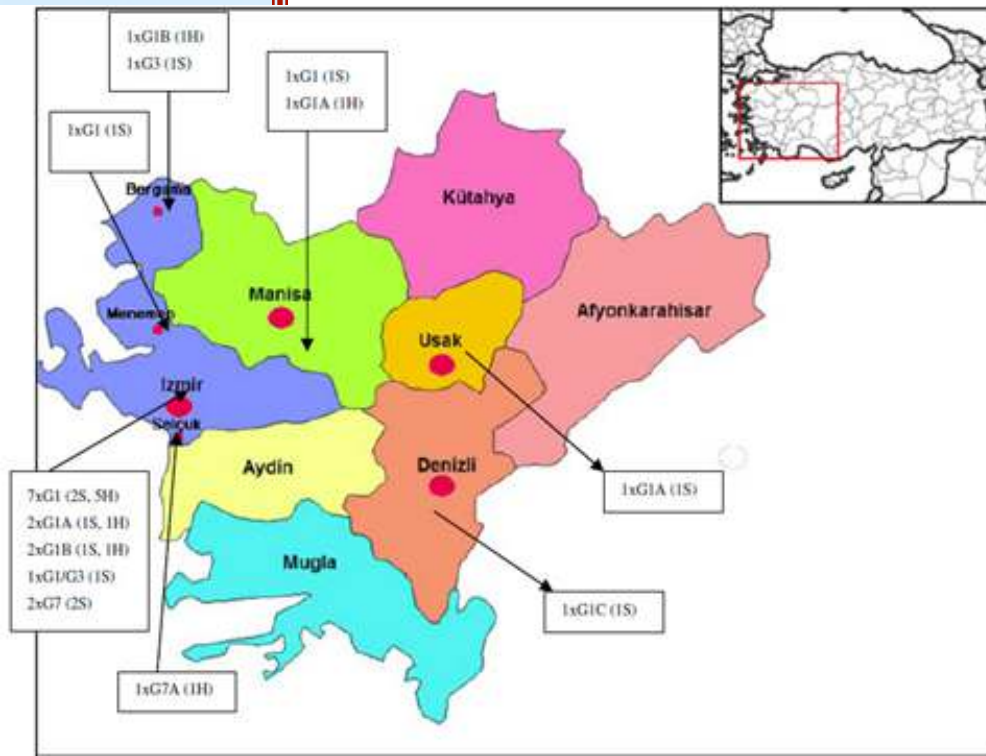 1xG1B (1H)
1xG3 (1S)
1xG1 (1S)
1xG1A (1H)
1xG1 (1S)
Bergama
Kütahya
Manisa
Menemen
Afyonkarahisar
Usak
Izmir
Selçuk
Aydin
Denizli
1xG1A (1S)
7xG1 (2S, 5H)
2xG1A (1S, 1H)
2xG1B (1S, 1H)
1xG1/G3 (1S)
2xG7 (2S)
Mugla
1xG1C (1S)
1xG7A (1H)